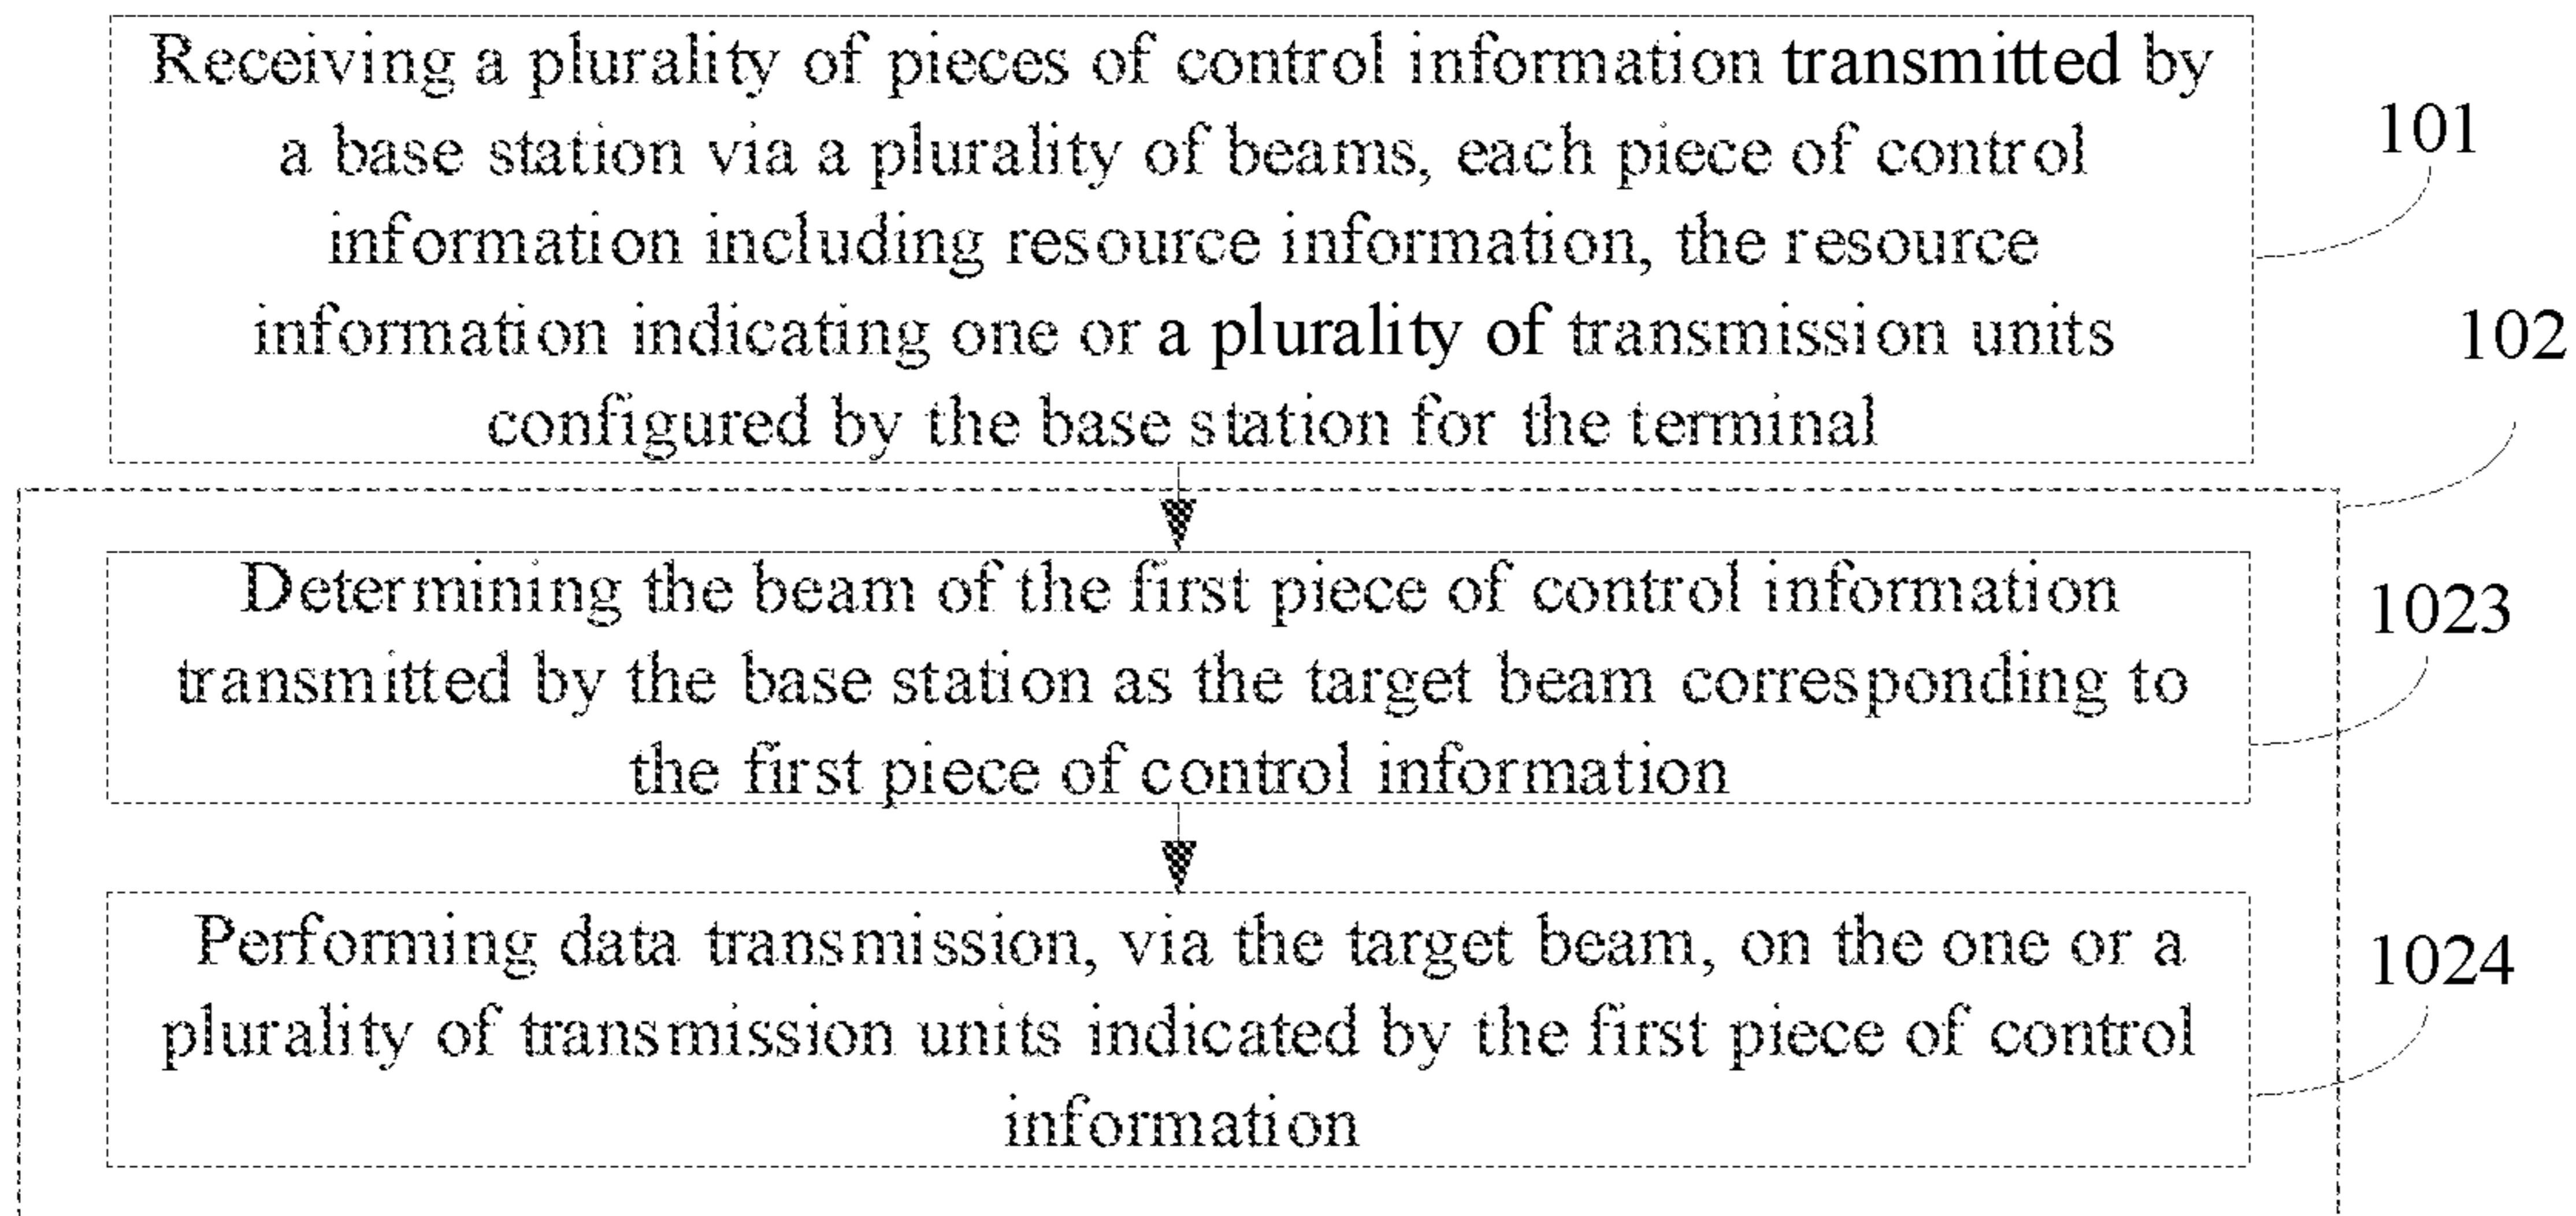 Receiving a plurality of pieces of control information transmitted by
a base station via a plurality of beams, each piece of control
information including resource information, the resource
information indicating one or a plurality of transmission units
configured by the base station for the terminal
101
102
Determining the beam of the first piece of control information
transmitted by the base station as the target beam corresponding to
the first piece of control information
1023
Performing data transmission, via the target beam, on the one or a
plurality of transmission units indicated by the first piece of control
information
1024